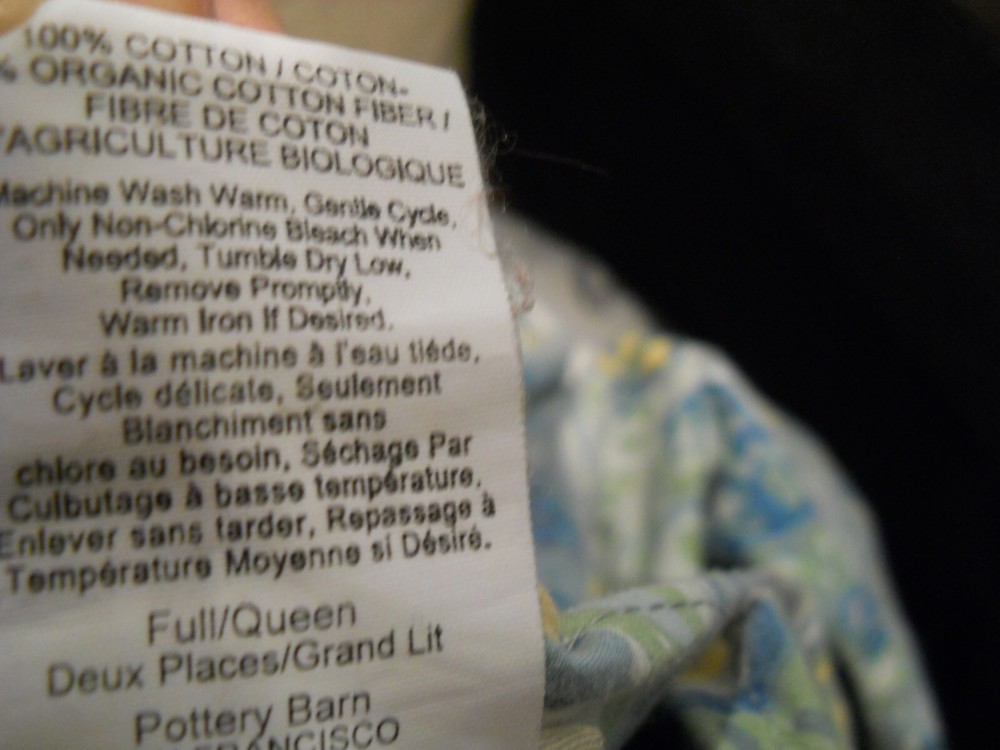 100% COTTON / COTON-
% ORGANIC COTTON FIBER /
FIBRE DE COTON
'AGRICULTURE BIOLOGIQUE
Machine Wash Warm, Gentle Cycle,
Only Non-Chlorine Bleach When
Needed, Tumble Dry Low,
Remove Promptly,
Warm Iron If Desired.
Laver à la machine à l'eau tiéde,
Cycle délicate, Seulement
Blanchiment sans
chlore au besoin, Séchage Par
Culbutage à basse température,
Enlever sans tarder, Repassage à
Température Moyenne si Désiré.
Full/Queen
Deux Places/Grand Lit
Pottery Barn
FRANCISCO